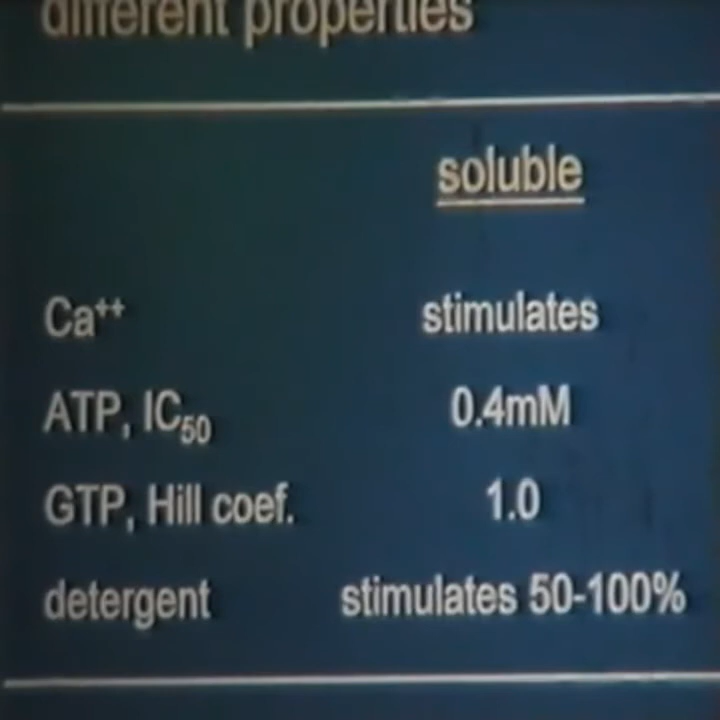 different properties
soluble
Ca⁺⁺ stimulates
ATP, IC₅₀ 0.4mM
GTP, Hill coef. 1.0
detergent stimulates 50-100%